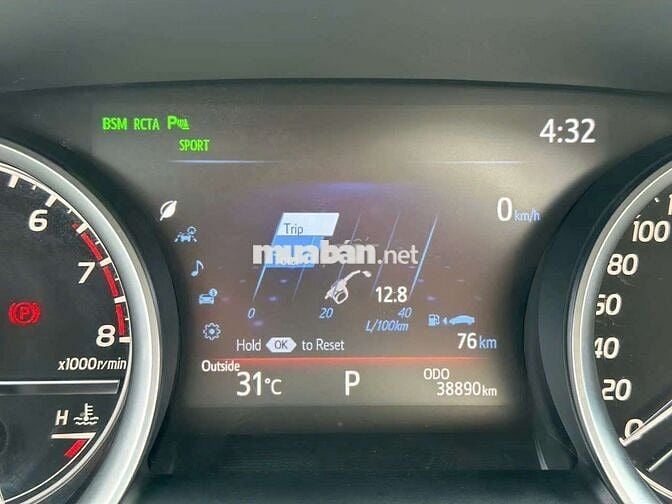 BSM RCTA P
SPORT
4:32
0 km/h
Trip
muaban.net
0 20 40
12.8
L/100km
Hold OK to Reset
76 km
Outside
31°C
P
ODO
38890 km
6
7
8
x1000r/min
P
H
100
80
60
40
20
0